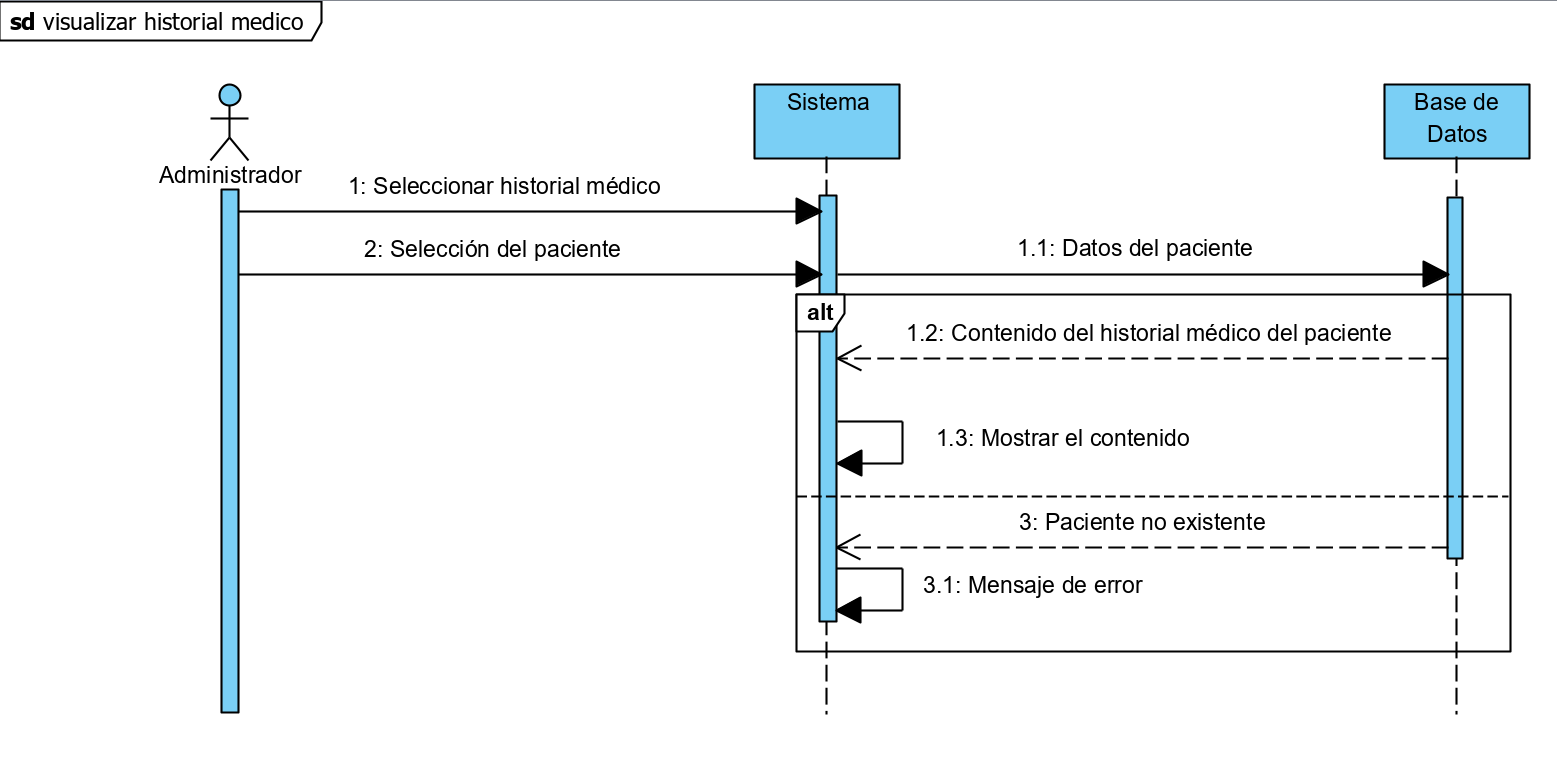 sd visualizar historial medico
Sistema
Base de
Datos
Administrador
1: Seleccionar historial médico
2: Selección del paciente
1.1: Datos del paciente
alt
1.2: Contenido del historial médico del paciente
1.3: Mostrar el contenido
3: Paciente no existente
3.1: Mensaje de error